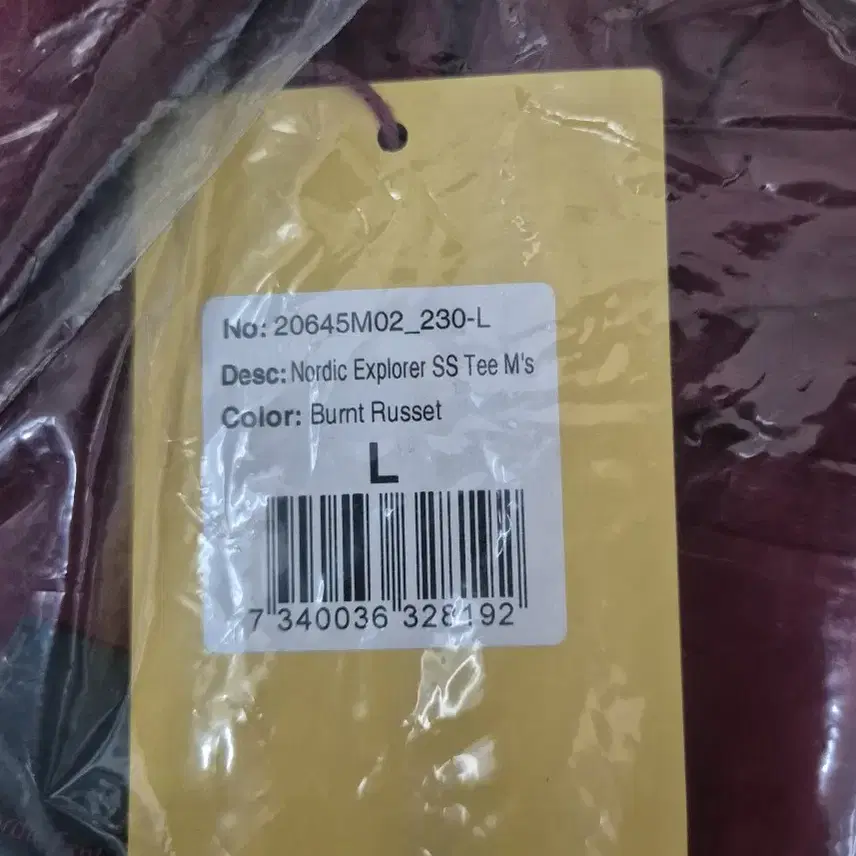 No: 20645M02_230-L
Desc: Nordic Explorer SS Tee M's
Color: Burnt Russet
L
7 340036 328192